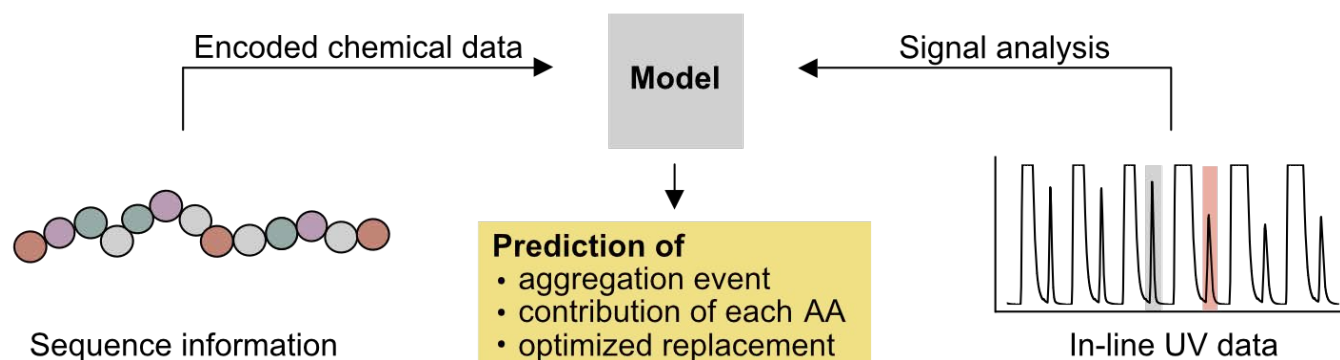 Encoded chemical data
Model
Signal analysis
Prediction of
• aggregation event
• contribution of each AA
• optimized replacement
Sequence information
In-line UV data